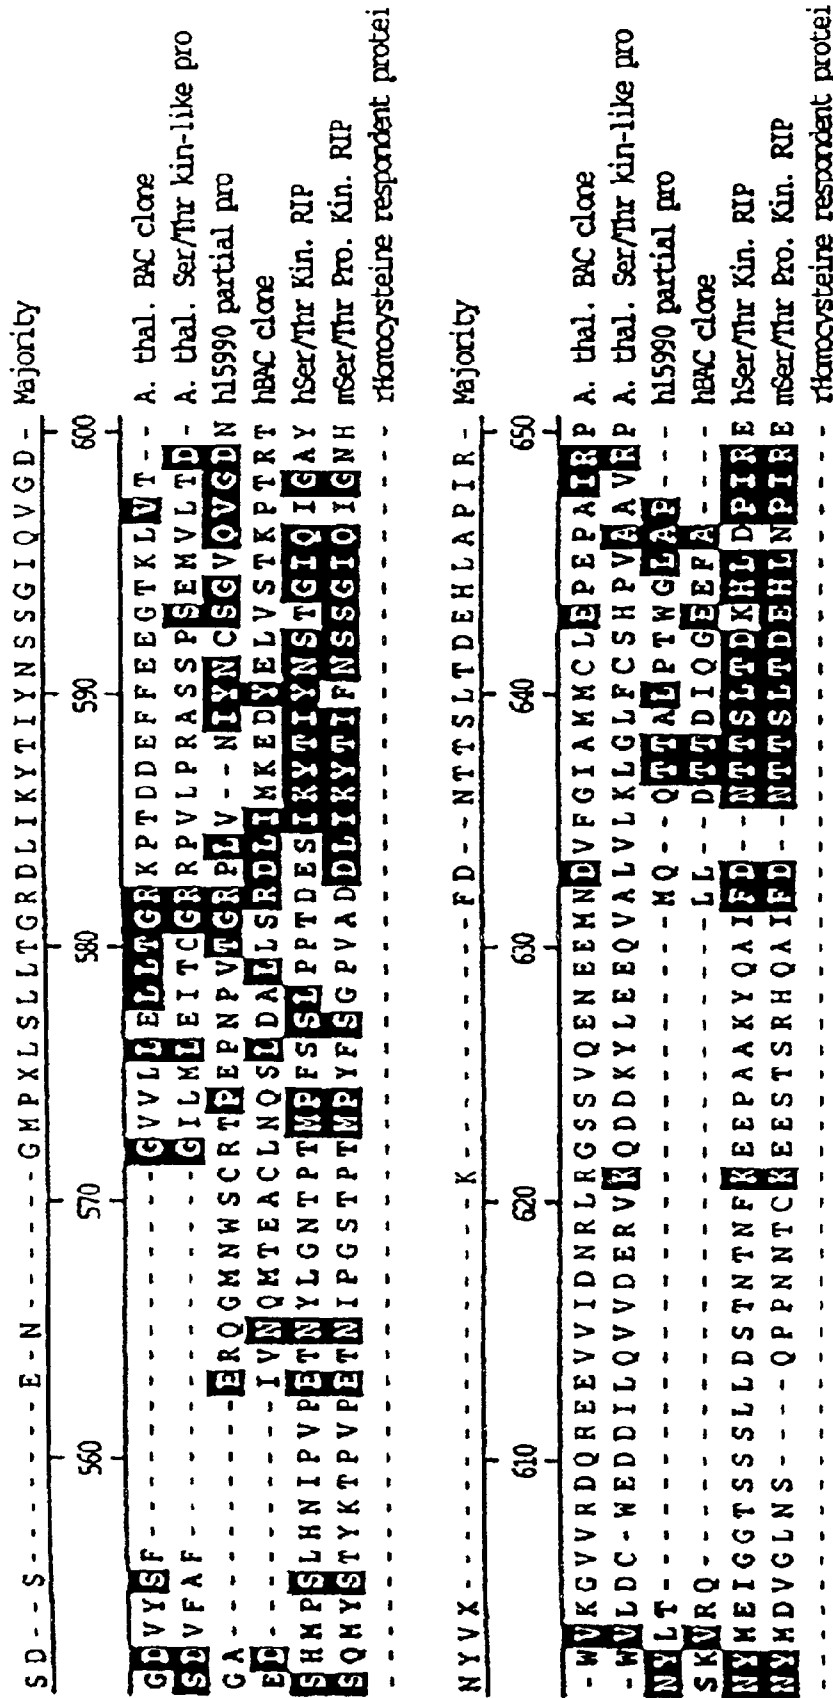 SD--S-------E-N------GMPXLSLLTGRDLIKYTIYNSSGIQVGD- Majority
560 570 580 590 600
GDVYSF---------------GVVLLELLTGRKPTDDEFFEEGTKLVT-- A. thal. BAC clone
SDVFAF---------------GILMLEITCGRRPVLPRASSPSEMVLTD- A. thal. Ser/Thr kin-like pro
GA----------ERQGMNWSCRTPEPNPVTGRPLV--NIYNCSGVQVGDN h15990 partial pro
ED----------IVNQMTEACLNQSLDALLSRDLIMKEDYELVSTKPTRT hBAC clone
SHMPSLHNIPVPETNYLGNTPTMPFSSLPPTDESIKYTIYNSTGIQIGAY hSer/Thr Kin. RIP
SQMYSTYKTPVPETNIPGSTPTMPYFSGPVADDLIKYTIFNSSGIQIGNH mSer/Thr Pro. Kin. RIP
-------------------------------------------------- rHomocysteine respondent protei
NYVX----------------K----------FD--NTTSLTDEHLAPIR- Majority
610 620 630 640 650
-WVKGVVRDQREEVVIDNRLRGSSVQENEEMNDVFGIAMMCLEPEPAIRP A. thal. BAC clone
-WVLDC-WEDDILQVVDERVKQDDKYLEEQVALVLKLGLFCSHPVAAVRP A. thal. Ser/Thr kin-like pro
NYLT---------------------------MQ--QTTALPTWGLAP--- h15990 partial pro
SKVRQ--------------------------LL--DTTDIQGEEPA---- hBAC clone
NYMEIGGTSSSLLDSTNTNFKEEPAAKYQAIFD--NTTSLTDKHLDPIRE hSer/Thr Kin. RIP
NYMDVGLNS----QPPNNTCKEESTSRHQAIFD--NTTSLTDEHLNPIRE mSer/Thr Pro. Kin. RIP
-------------------------------------------------- rHomocysteine respondent protei